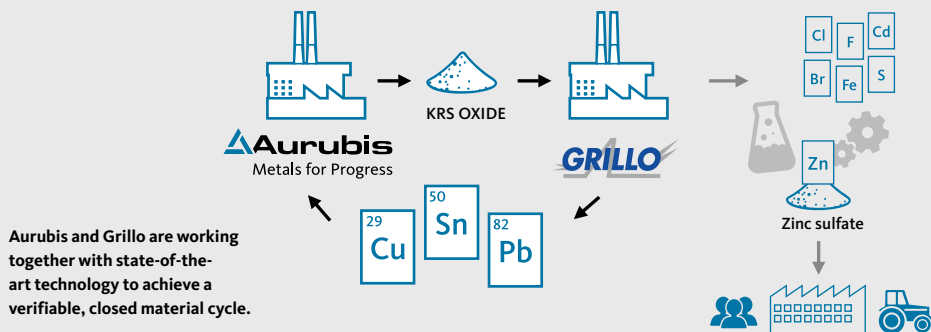 Cl
F
Cd
Br
Fe
S
KRS OXIDE
Aurubis
Metals for Progress
GRILLO
Zn
Zinc sulfate
29
Cu
50
Sn
82
Pb
Aurubis and Grillo are working
together with state-of-the-
art technology to achieve a
verifiable, closed material cycle.